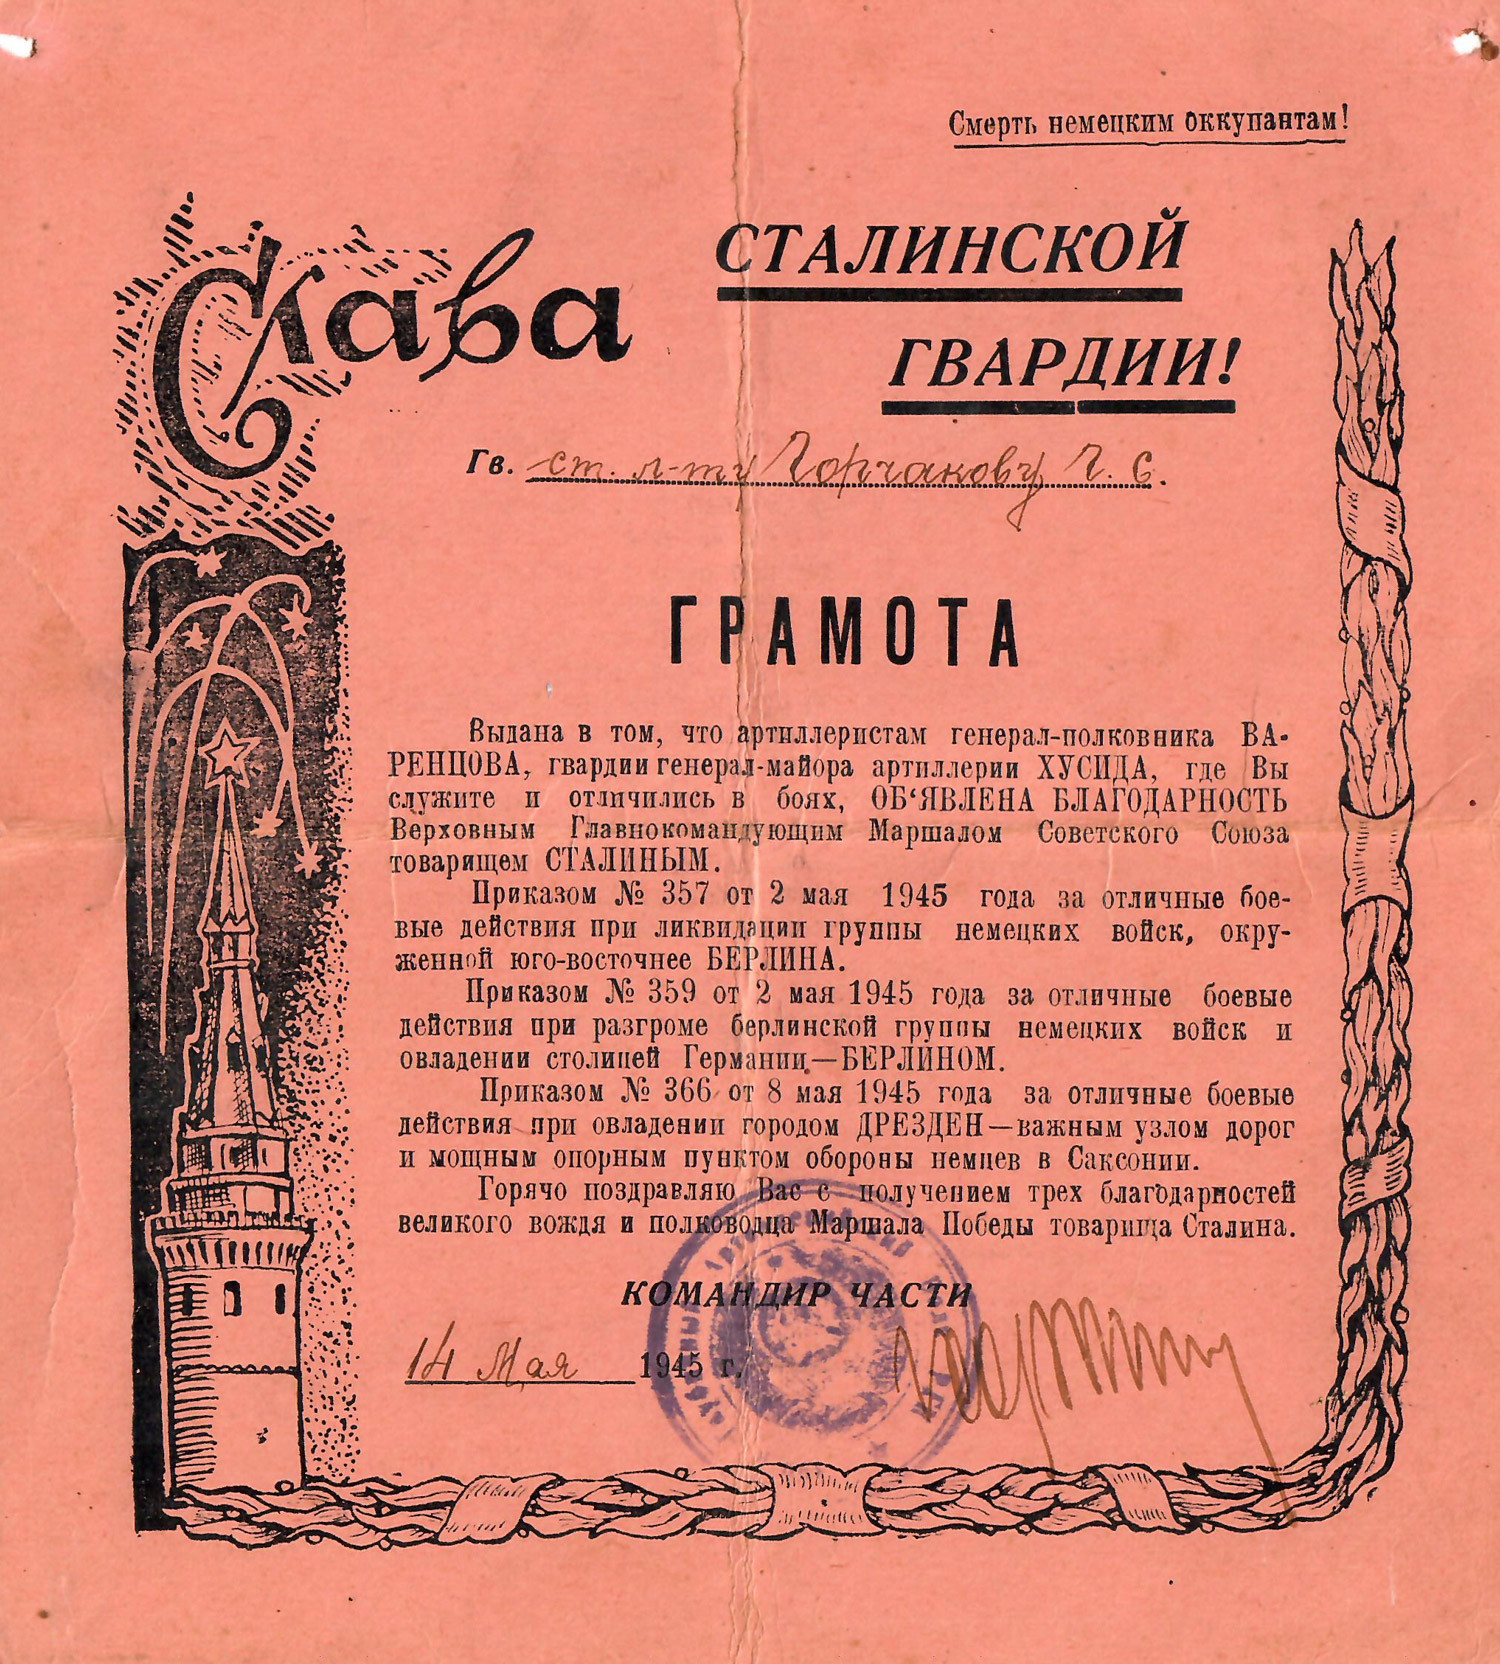 Смерть немецким оккупантам!
Слава
СТАЛИНСКОЙ
ГВАРДИИ!
Гв. ст. л-ту Горчакову Г. С.
ГРАМОТА
Выдана в том, что артиллеристам генерал-полковника ВА-
РЕНЦОВА, гвардии генерал-майора артиллерии ХУСИДА, где Вы
служите и отличились в боях, ОБ‘ЯВЛЕНА БЛАГОДАРНОСТЬ
Верховным Главнокомандующим Маршалом Советского Союза
товарищем СТАЛИНЫМ.
Приказом № 357 от 2 мая 1945 года за отличные бое-
вые действия при ликвидации группы немецких войск, окру-
женной юго-восточнее БЕРЛИНА.
Приказом № 359 от 2 мая 1945 года за отличные боевые
действия при разгроме берлинской группы немецких войск и
овладении столицей Германии,—БЕРЛИНОМ.
Приказом № 366 от 8 мая 1945 года за отличные боевые
действия при овладении городом ДРЕЗДЕН—важным узлом дорог
и мощным опорным пунктом обороны немцев в Саксонии.
Горячо поздравляю Вас с получением трех благодарностей
великого вождя и полководца Маршала Победы товарища Сталина.
КОМАНДИР ЧАСТИ
14 Мая 1945 г.